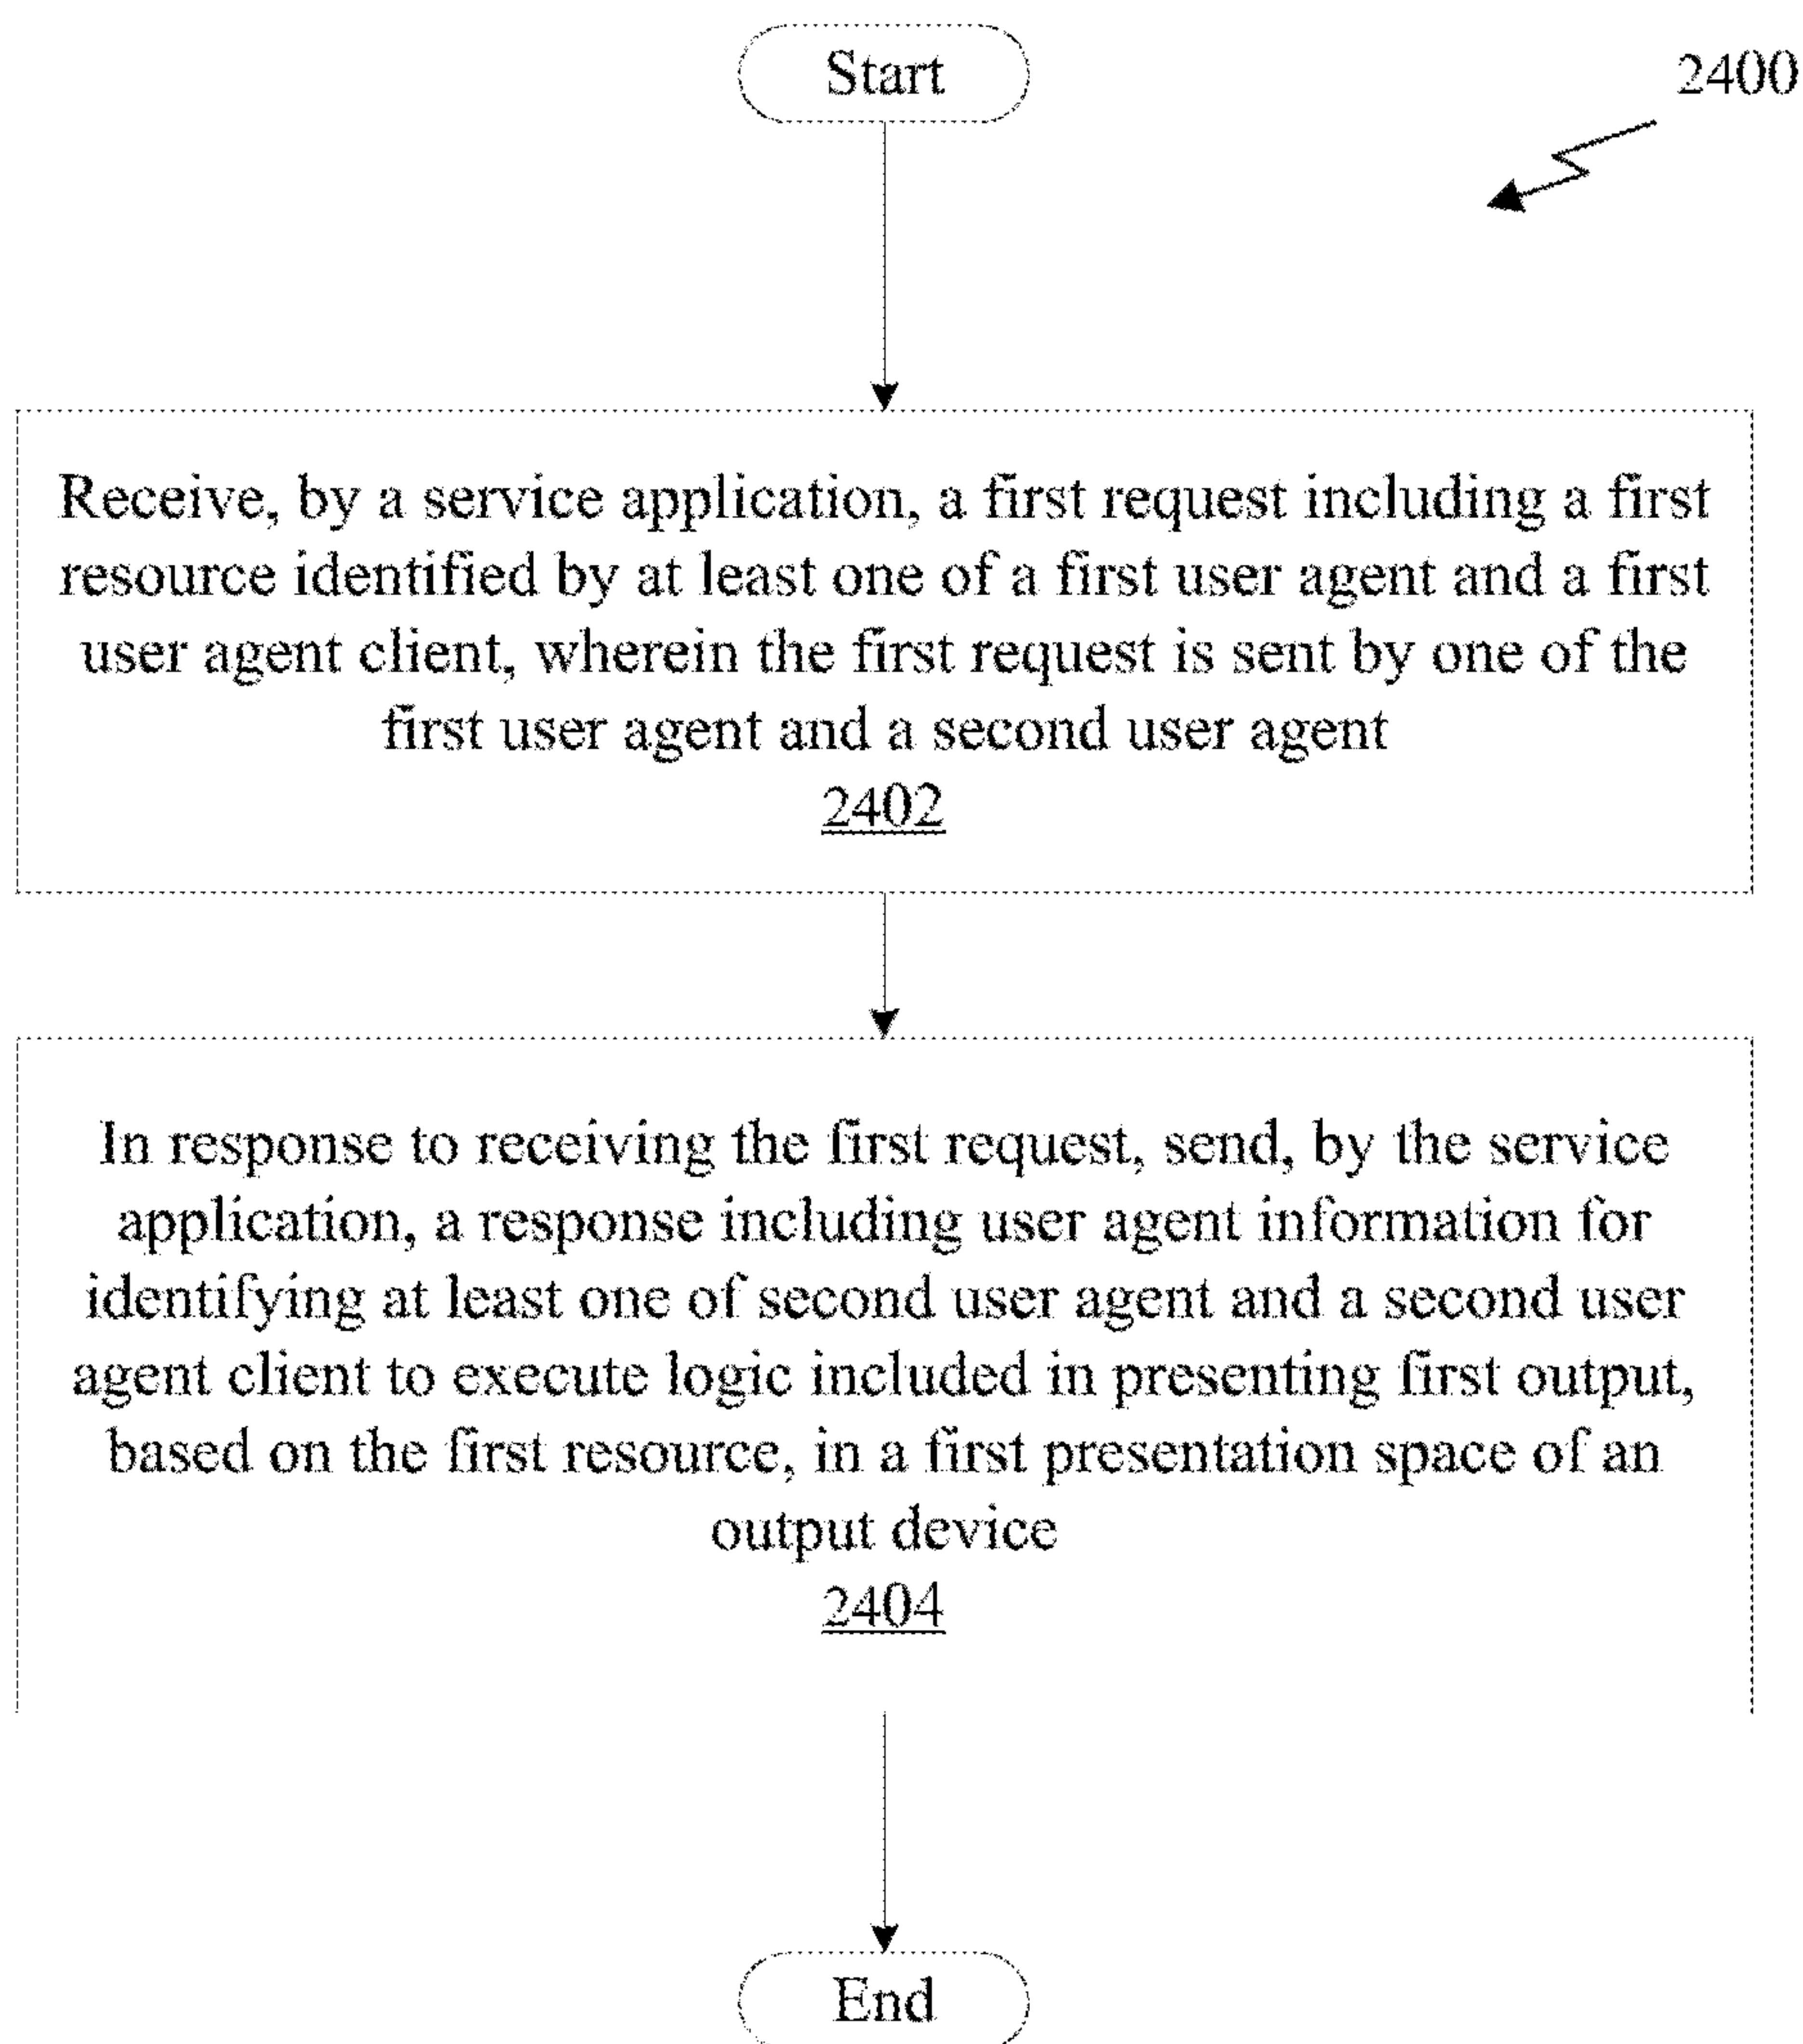 Start
2400
Receive, by a service application, a first request including a first
resource identified by at least one of a first user agent and a first
user agent client, wherein the first request is sent by one of the
first user agent and a second user agent
2402
In response to receiving the first request, send, by the service
application, a response including user agent information for
identifying at least one of second user agent and a second user
agent client to execute logic included in presenting first output,
based on the first resource, in a first presentation space of an
output device
2404
End